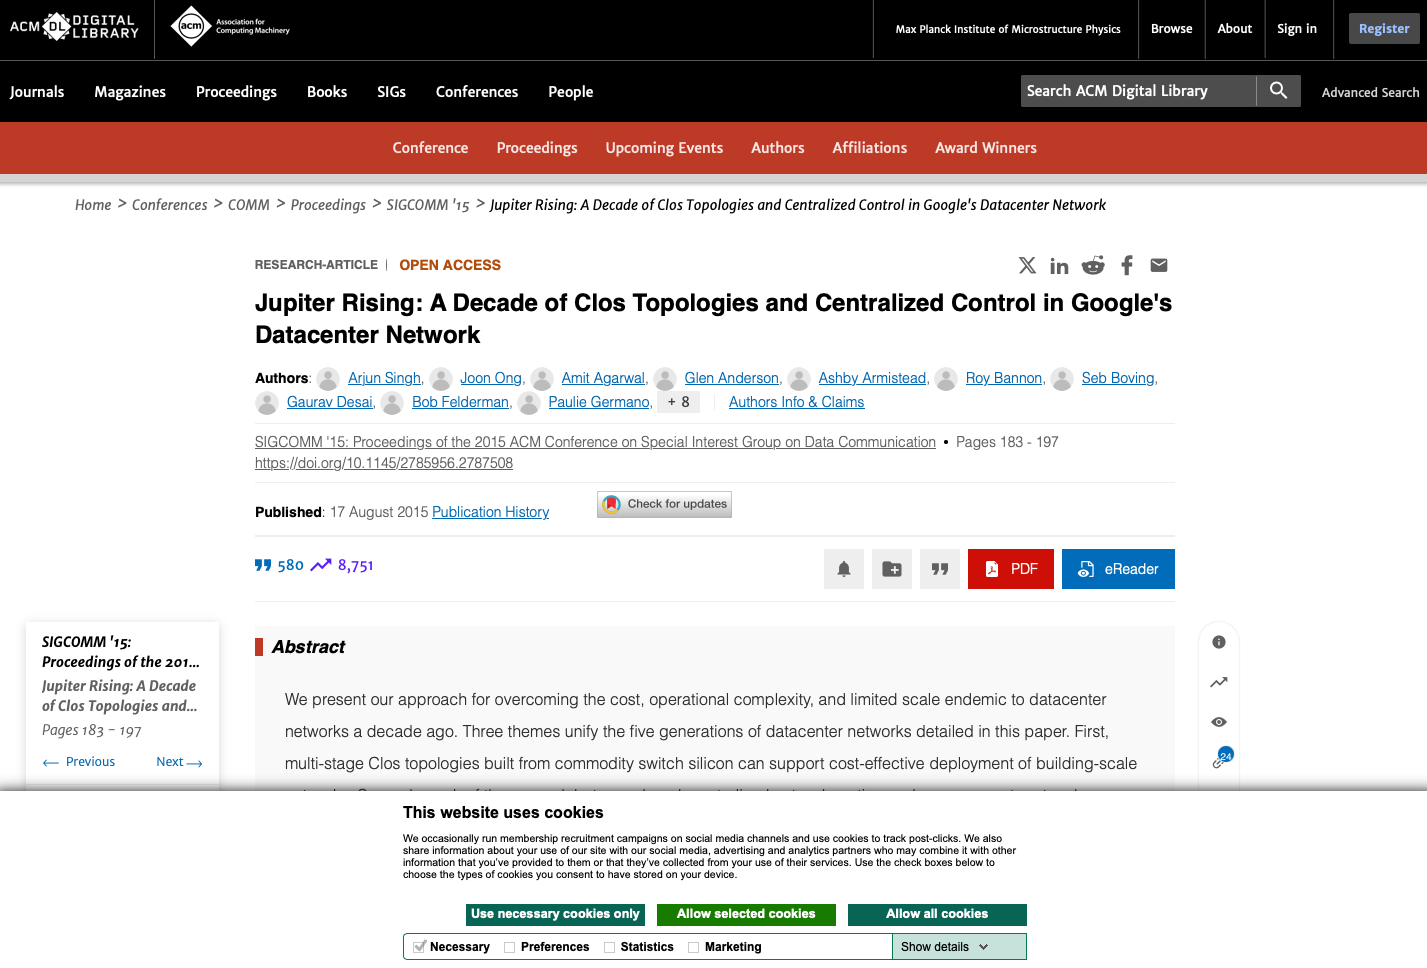 ACM DL DIGITAL LIBRARY
acm Association for Computing Machinery
Max Planck Institute of Microstructure Physics
Browse
About
Sign in
Register
Journals
Magazines
Proceedings
Books
SIGs
Conferences
People
Search ACM Digital Library
Advanced Search
Conference
Proceedings
Upcoming Events
Authors
Affiliations
Award Winners
Home > Conferences > COMM > Proceedings > SIGCOMM '15 > Jupiter Rising: A Decade of Clos Topologies and Centralized Control in Google's Datacenter Network
RESEARCH-ARTICLE | OPEN ACCESS
Jupiter Rising: A Decade of Clos Topologies and Centralized Control in Google's
Datacenter Network
Authors: Arjun Singh, Joon Ong, Amit Agarwal, Glen Anderson, Ashby Armistead, Roy Bannon, Seb Boving,
Gaurav Desai, Bob Felderman, Paulie Germano, + 8 Authors Info & Claims
SIGCOMM '15: Proceedings of the 2015 ACM Conference on Special Interest Group on Data Communication • Pages 183 - 197
https://doi.org/10.1145/2785956.2787508
Published: 17 August 2015 Publication History
Check for updates
580 8,751
PDF
eReader
SIGCOMM '15:
Proceedings of the 201...
Jupiter Rising: A Decade
of Clos Topologies and...
Pages 183 – 197
Previous Next
Abstract
We present our approach for overcoming the cost, operational complexity, and limited scale endemic to datacenter
networks a decade ago. Three themes unify the five generations of datacenter networks detailed in this paper. First,
multi-stage Clos topologies built from commodity switch silicon can support cost-effective deployment of building-scale
24
This website uses cookies
We occasionally run membership recruitment campaigns on social media channels and use cookies to track post-clicks. We also
share information about your use of our site with our social media, advertising and analytics partners who may combine it with other
information that you've provided to them or that they've collected from your use of their services. Use the check boxes below to
choose the types of cookies you consent to have stored on your device.
Use necessary cookies only
Allow selected cookies
Allow all cookies
Necessary
Preferences
Statistics
Marketing
Show details